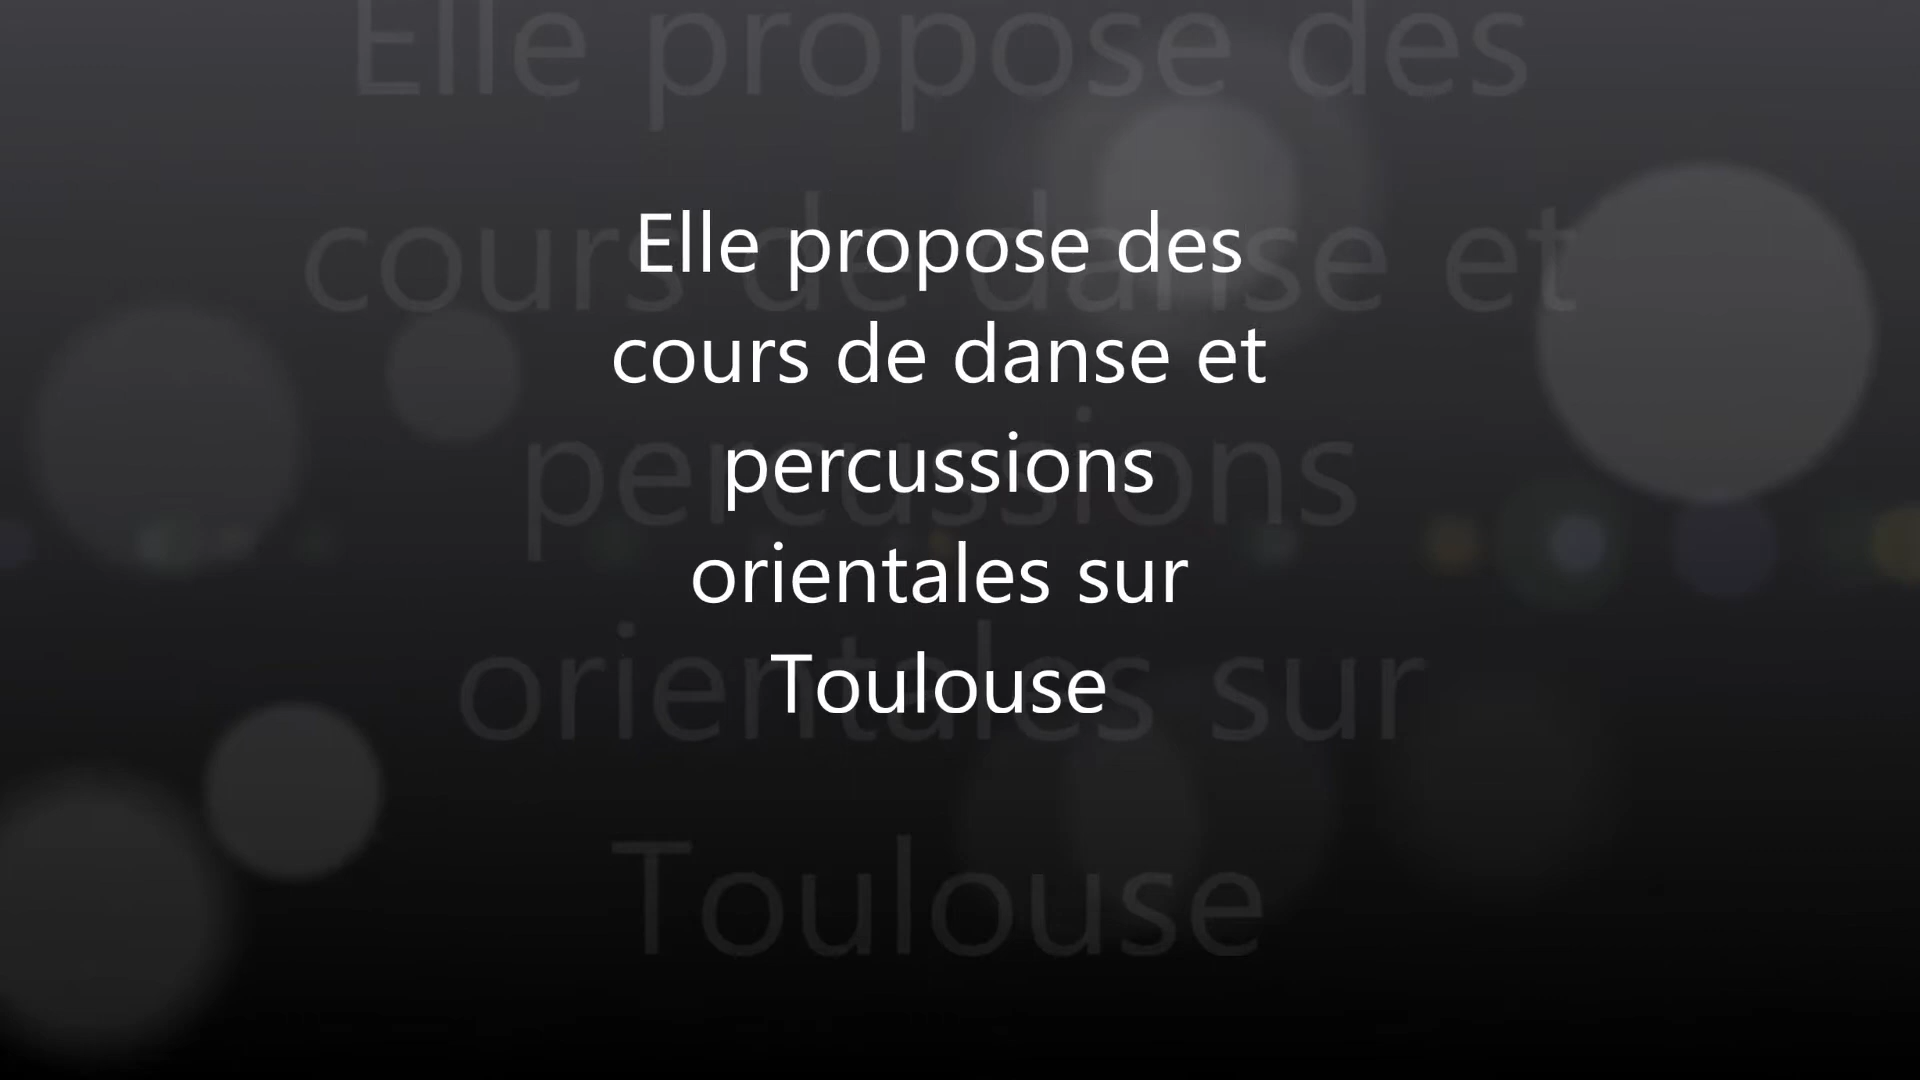 Elle propose des
cours de danse et
percussions
orientales sur
Toulouse